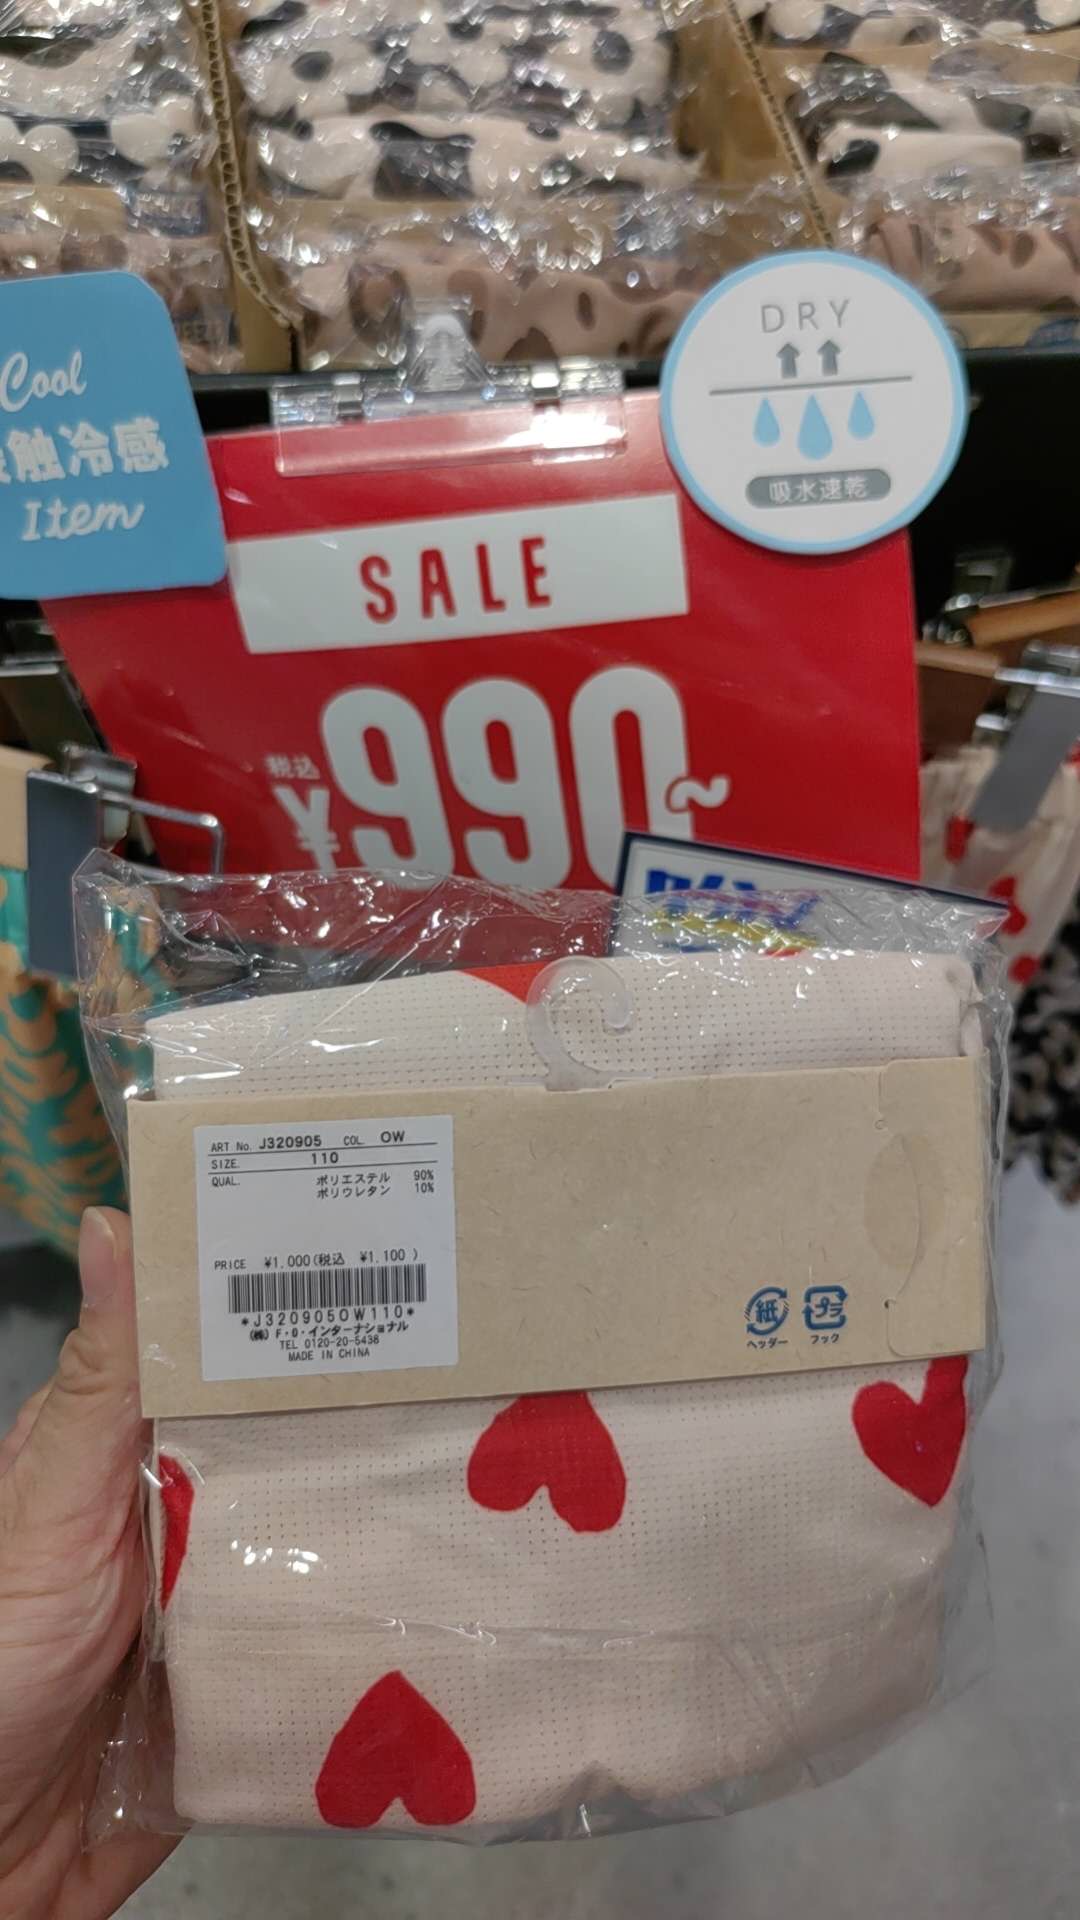 DRY
吸水速乾
Cool
触冷感
Item
SALE
税込
¥990~
ART No. J320905 COL. OW
SIZE. 110
QUAL. ポリエステル 90%
ポリウレタン 10%
PRICE ¥1,000(税込 ¥1,100 )
*J320905OW110*
(株) F・O・インターナショナル
TEL 0120-20-5438
MADE IN CHINA
紙 プラ
ヘッダー フック